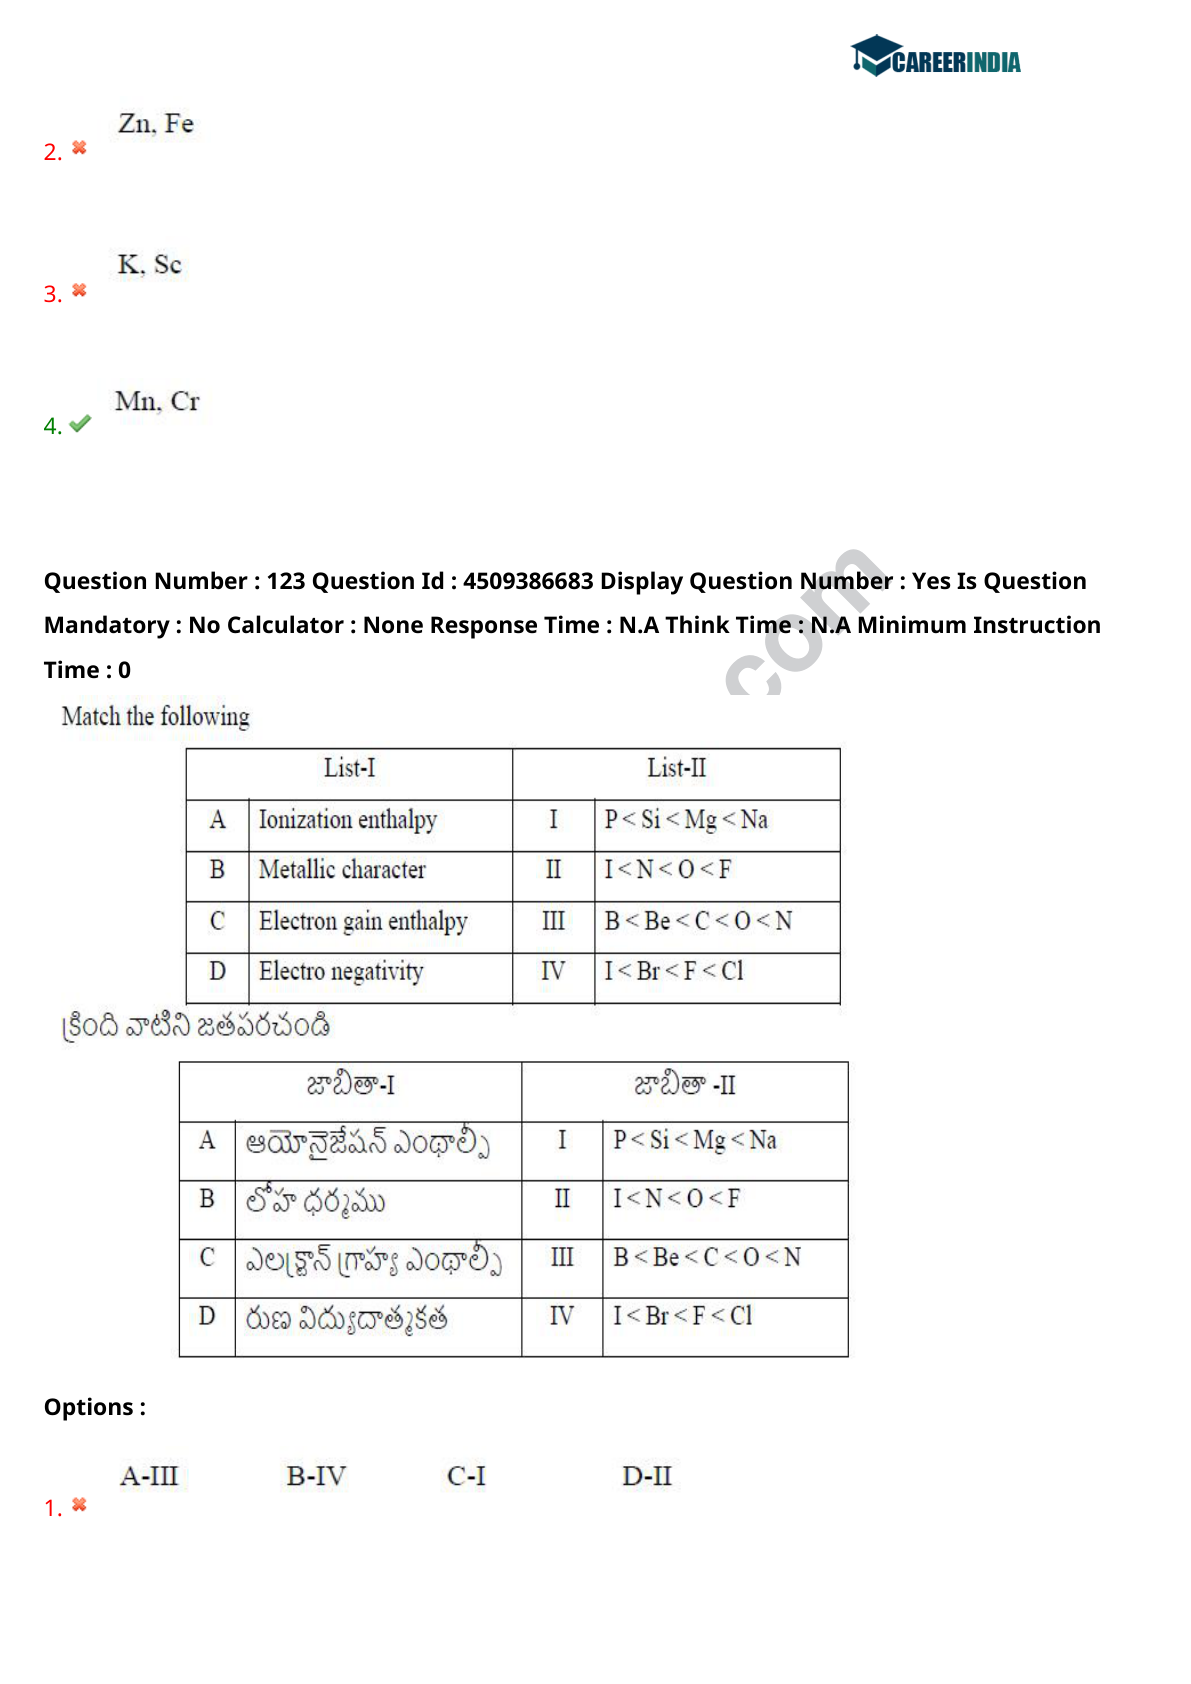 CAREERINDIA
Zn, Fe
2.
K, Sc
3.
Mn, Cr
4.
.com
Question Number : 123 Question Id : 4509386683 Display Question Number : Yes Is Question
Mandatory : No Calculator : None Response Time : N.A Think Time : N.A Minimum Instruction
Time : 0
Match the following
List-I List-II
A Ionization enthalpy I P < Si < Mg < Na
B Metallic character II I < N < O < F
C Electron gain enthalpy III B < Be < C < O < N
D Electro negativity IV I < Br < F < Cl
క్రింది వాటిని జతపరచండి
జాబితా-I జాబితా -II
A ఆయోనైజేషన్ ఎంథాల్పీ I P < Si < Mg < Na
B లోహ ధర్మము II I < N < O < F
C ఎలక్ట్రాన్ గ్రాహ్య ఎంథాల్పీ III B < Be < C < O < N
D రుణ విద్యుదాత్మకత IV I < Br < F < Cl
Options :
A-III B-IV C-I D-II
1.